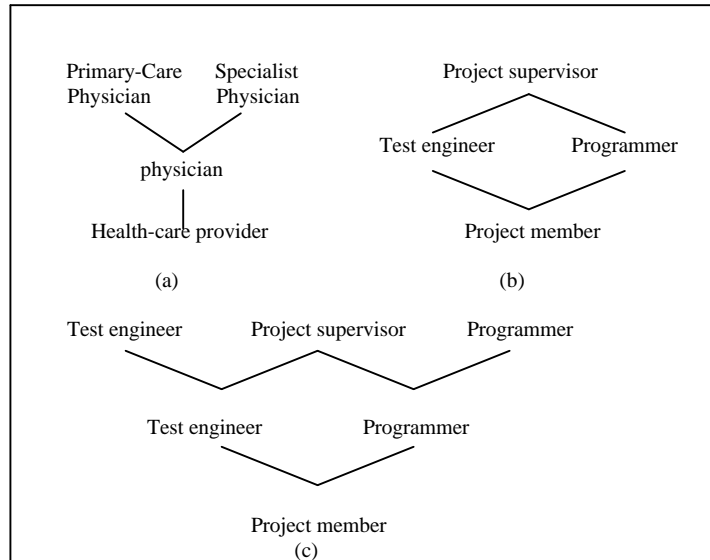 Primary-Care Physician
Specialist Physician
physician
Health-care provider
(a)
Project supervisor
Test engineer Programmer
Project member
(b)
Test engineer Project supervisor Programmer
Test engineer Programmer
Project member
(c)